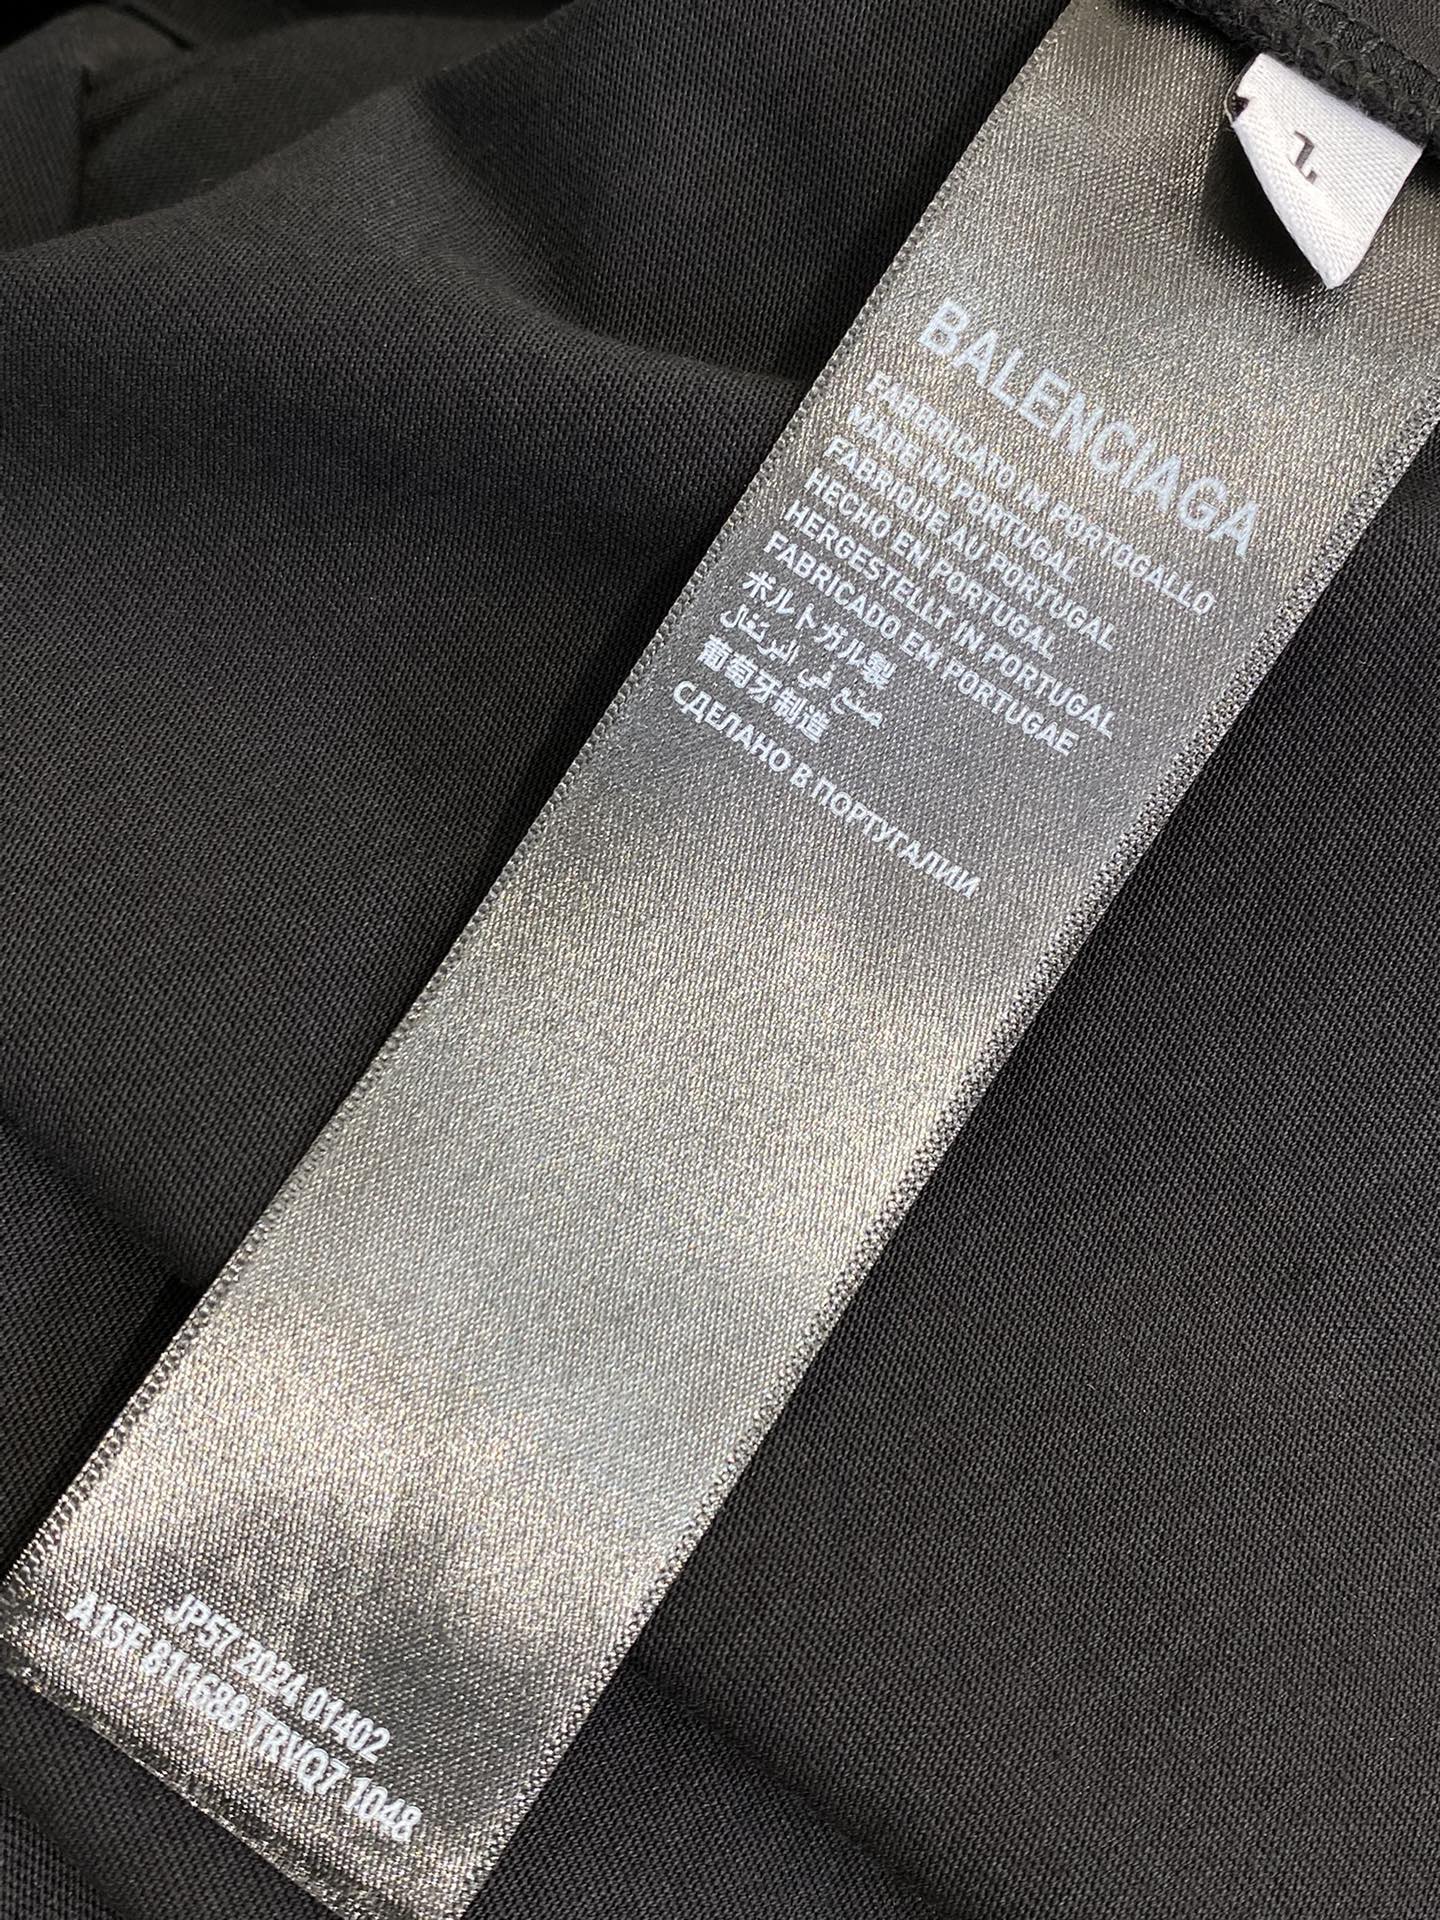 L
BALENCIAGA
FABBRICATO IN PORTOGALLO
MADE IN PORTUGAL
FABRIQUE AU PORTUGAL
HECHO EN PORTUGAL
HERGESTELLT IN PORTUGAL
FABRICADO EM PORTUGAE
ポルトガル製
صنع في البرتغال
葡萄牙制造
СДЕЛАНО В ПОРТУГАЛИИ
JP57 2024 01402
A15F 811688 TRVQ7 1048